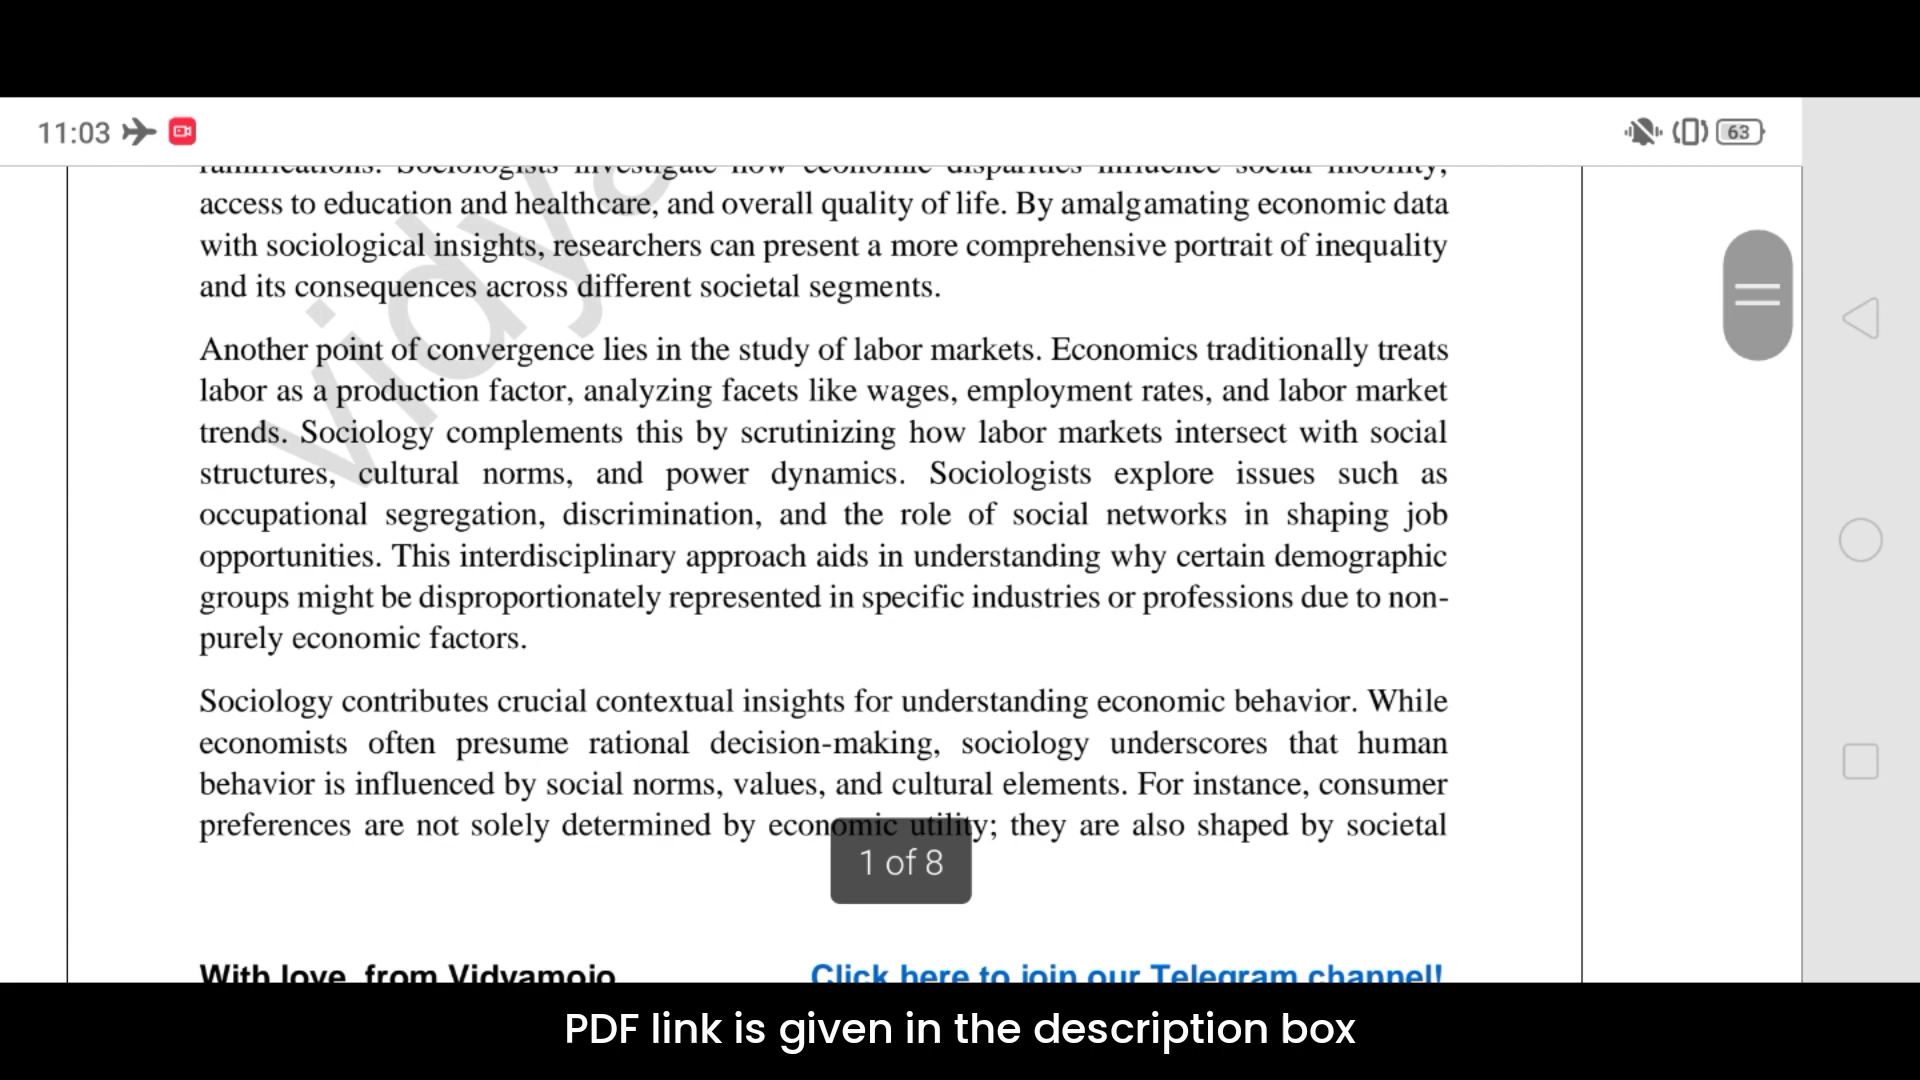 11:03
63
ramifications. Sociologists investigate how economic disparities influence social mobility,
access to education and healthcare, and overall quality of life. By amalgamating economic data
with sociological insights, researchers can present a more comprehensive portrait of inequality
and its consequences across different societal segments.
Another point of convergence lies in the study of labor markets. Economics traditionally treats
labor as a production factor, analyzing facets like wages, employment rates, and labor market
trends. Sociology complements this by scrutinizing how labor markets intersect with social
structures, cultural norms, and power dynamics. Sociologists explore issues such as
occupational segregation, discrimination, and the role of social networks in shaping job
opportunities. This interdisciplinary approach aids in understanding why certain demographic
groups might be disproportionately represented in specific industries or professions due to non-
purely economic factors.
Sociology contributes crucial contextual insights for understanding economic behavior. While
economists often presume rational decision-making, sociology underscores that human
behavior is influenced by social norms, values, and cultural elements. For instance, consumer
preferences are not solely determined by economic utility; they are also shaped by societal
1 of 8
With love, from Vidyamojo
Click here to join our Telegram channel!
vidya
PDF link is given in the description box